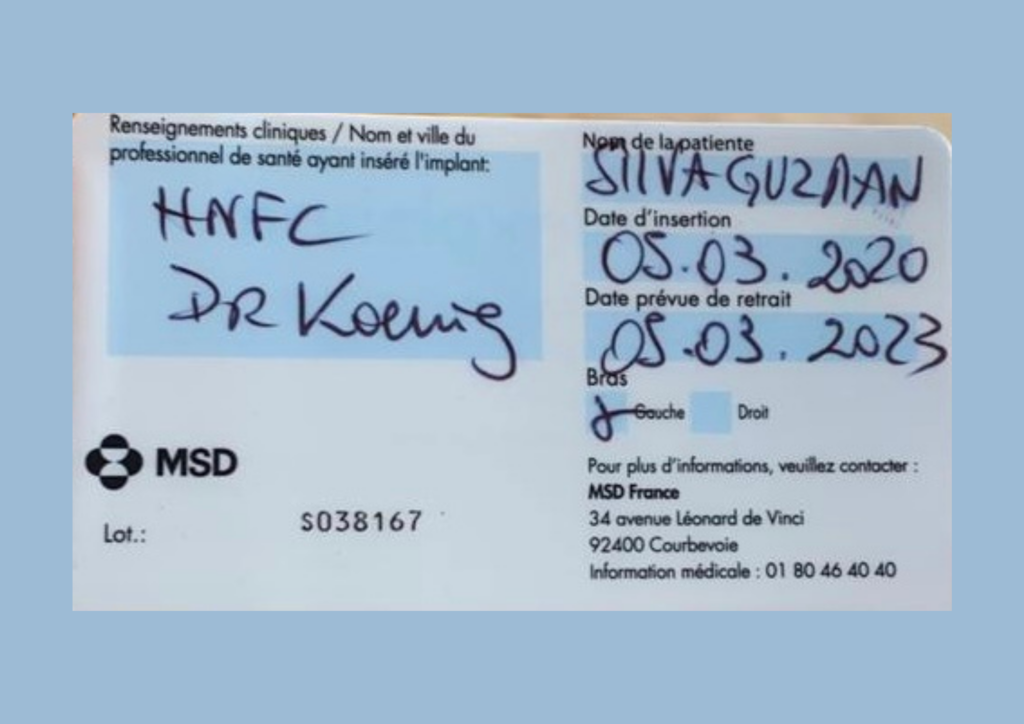 Renseignements cliniques / Nom et ville du
professionnel de santé ayant inséré l'implant:
HNFC
DR Koenig
MSD
Lot.: S038167
Nom de la patiente
SILVA GUZMAN
Date d'insertion
05.03.2020
Date prévue de retrait
05.03.2023
Bras
Gauche Droit
Pour plus d'informations, veuillez contacter :
MSD France
34 avenue Léonard de Vinci
92400 Courbevoie
Information médicale : 01 80 46 40 40